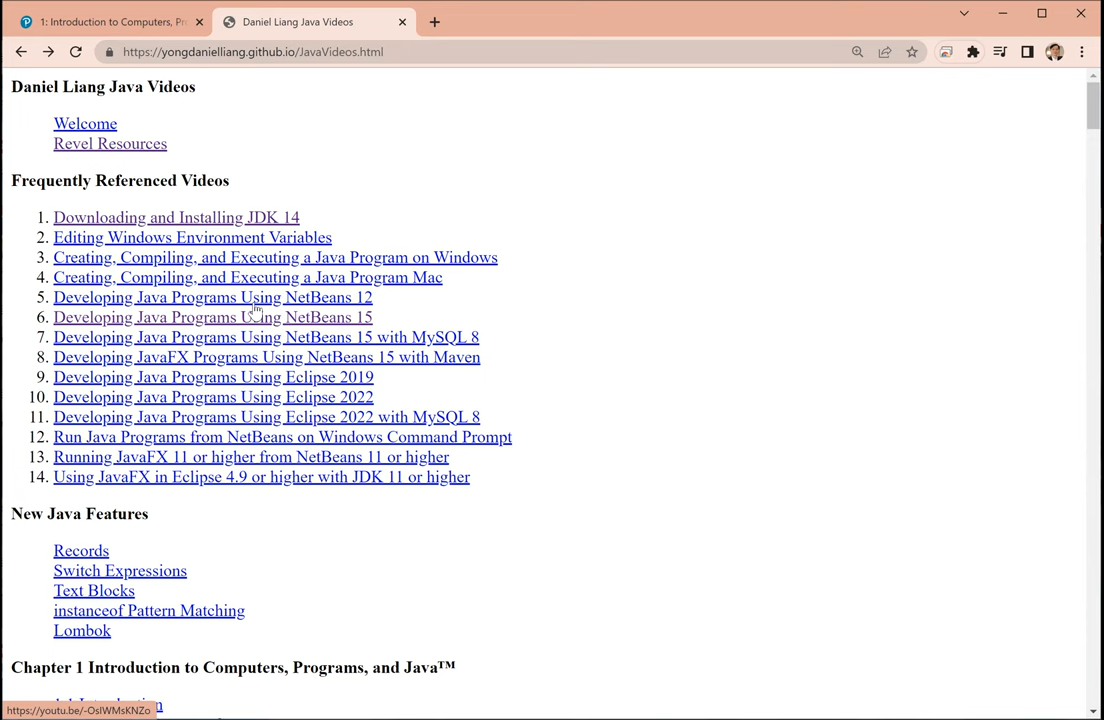 1: Introduction to Computers, Pr
Daniel Liang Java Videos
https://yongdanielliang.github.io/JavaVideos.html
Daniel Liang Java Videos
Welcome
Revel Resources
Frequently Referenced Videos
1. Downloading and Installing JDK 14
2. Editing Windows Environment Variables
3. Creating, Compiling, and Executing a Java Program on Windows
4. Creating, Compiling, and Executing a Java Program Mac
5. Developing Java Programs Using NetBeans 12
6. Developing Java Programs Using NetBeans 15
7. Developing Java Programs Using NetBeans 15 with MySQL 8
8. Developing JavaFX Programs Using NetBeans 15 with Maven
9. Developing Java Programs Using Eclipse 2019
10. Developing Java Programs Using Eclipse 2022
11. Developing Java Programs Using Eclipse 2022 with MySQL 8
12. Run Java Programs from NetBeans on Windows Command Prompt
13. Running JavaFX 11 or higher from NetBeans 11 or higher
14. Using JavaFX in Eclipse 4.9 or higher with JDK 11 or higher
New Java Features
Records
Switch Expressions
Text Blocks
instanceof Pattern Matching
Lombok
Chapter 1 Introduction to Computers, Programs, and Java™
1.1 Introduction
https://youtu.be/-OsIWMsKNZo